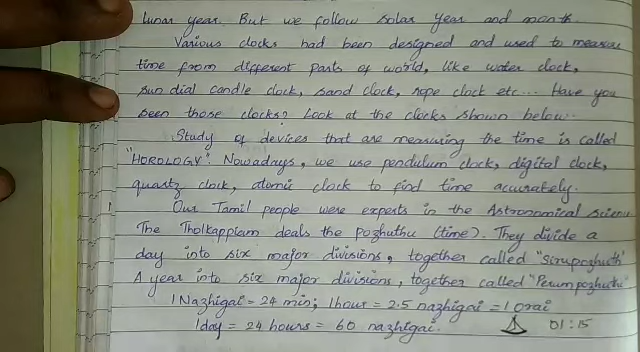 lunar year. But we follow solar year and month.
Various clocks had been designed and used to measure
time from different parts of world, like water clock,
sun dial candle clock, sand clock, rope clock etc... Have you
seen those clocks? Look at the clocks shown below.
Study of devices that are measuring the time is called
"HOROLOGY". Nowadays, we use pendulum clock, digital clock,
quartz clock, atomic clock to find time accurately.
Our Tamil people were experts in the Astronomical science
The Tholkappiam deals the Pozhuthu (time). They divide a
day into six major divisions, together called "Sirupozhuth
A year into six major divisions, together called "Perumpozhuthu"
1 Nazhigai = 24 min; 1 hour = 2.5 nazhigai = 1 Orai
1 day = 24 hours = 60 nazhigai.
01:15